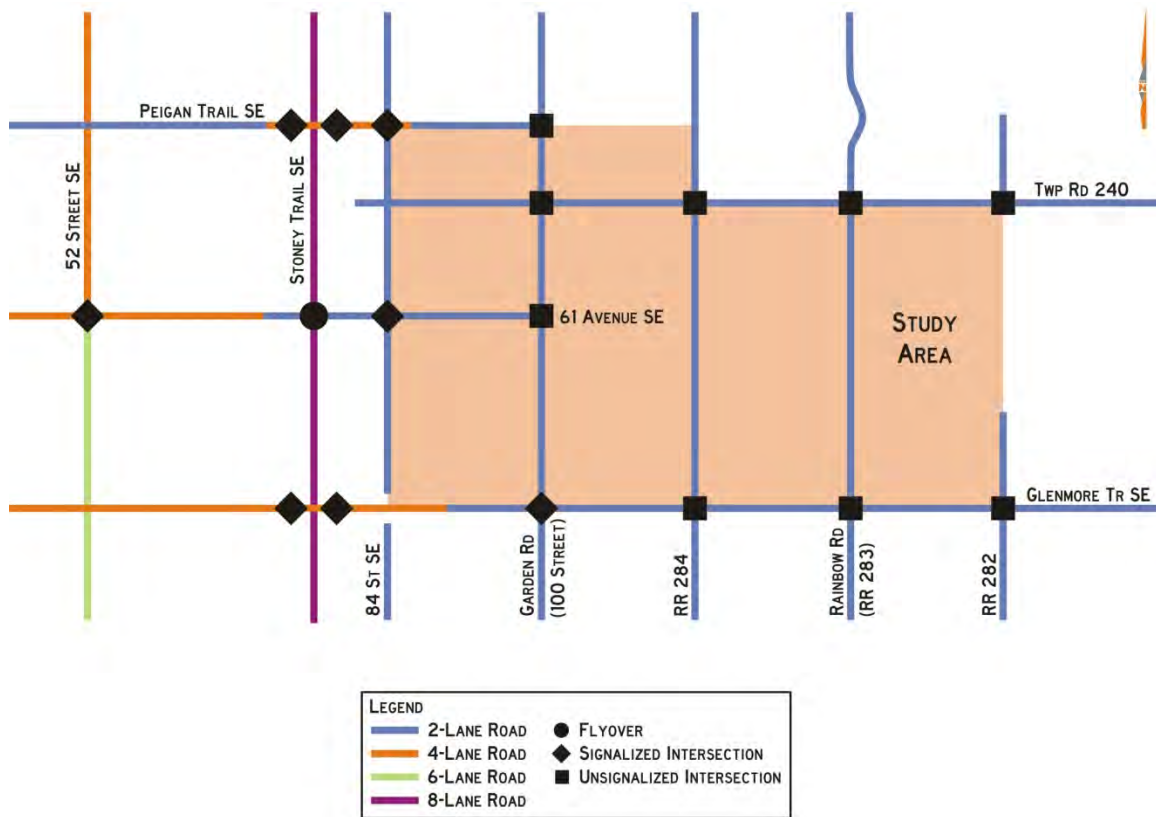 PEIGAN TRAIL SE
52 STREET SE
STONEY TRAIL SE
TWP RD 240
61 AVENUE SE
STUDY
AREA
GLENMORE TR SE
84 ST SE
GARDEN RD
(100 STREET)
RR 284
RAINBOW RD
(RR 283)
RR 282
N
LEGEND
2-LANE ROAD
4-LANE ROAD
6-LANE ROAD
8-LANE ROAD
FLYOVER
SIGNALIZED INTERSECTION
UNSIGNALIZED INTERSECTION